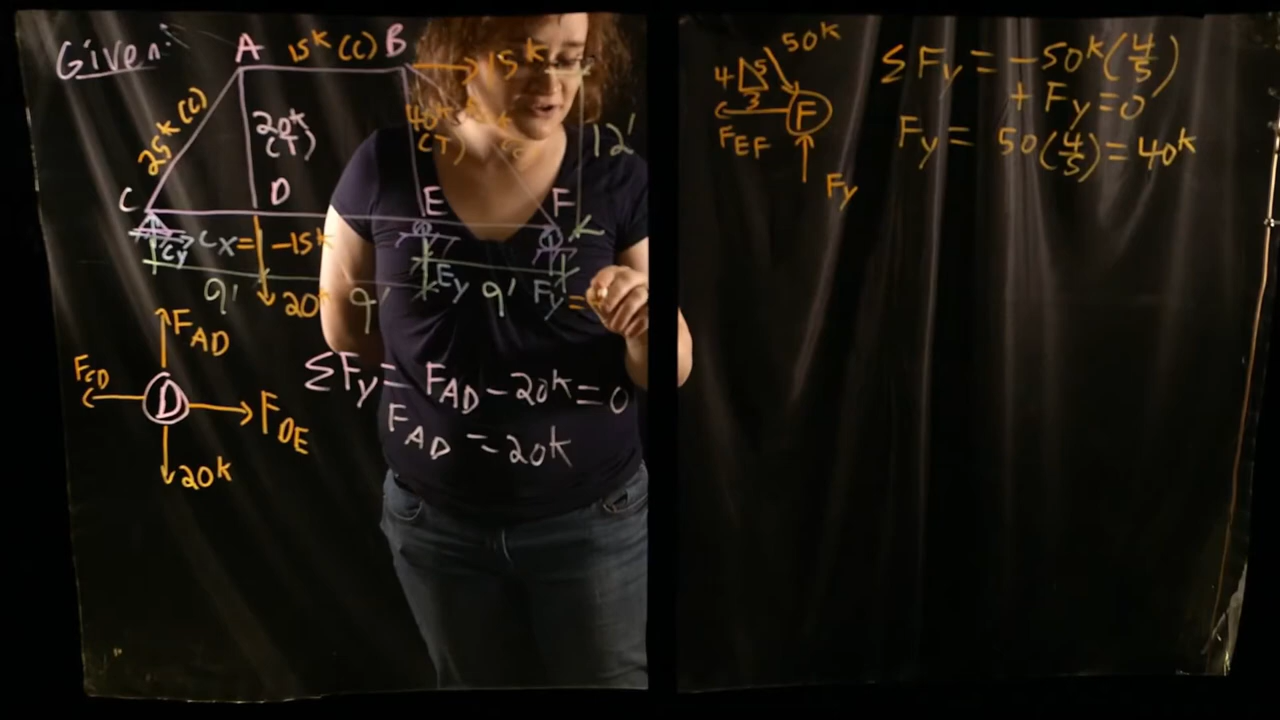 Given:
A 15k (C) B 15k
25k (C)
20k (T)
40k (T)
12'
C D E F
Cy Cx= -15k
Ey Fy=
9' 20 9' 9'
FAD
FCD D FDE
20k
ΣFy= FAD-20k=0
FAD =20k
50k
4 5 3
F
FEF
Fy
ΣFy = -50k(4/5)
+ Fy=0
Fy = 50(4/5)=40k